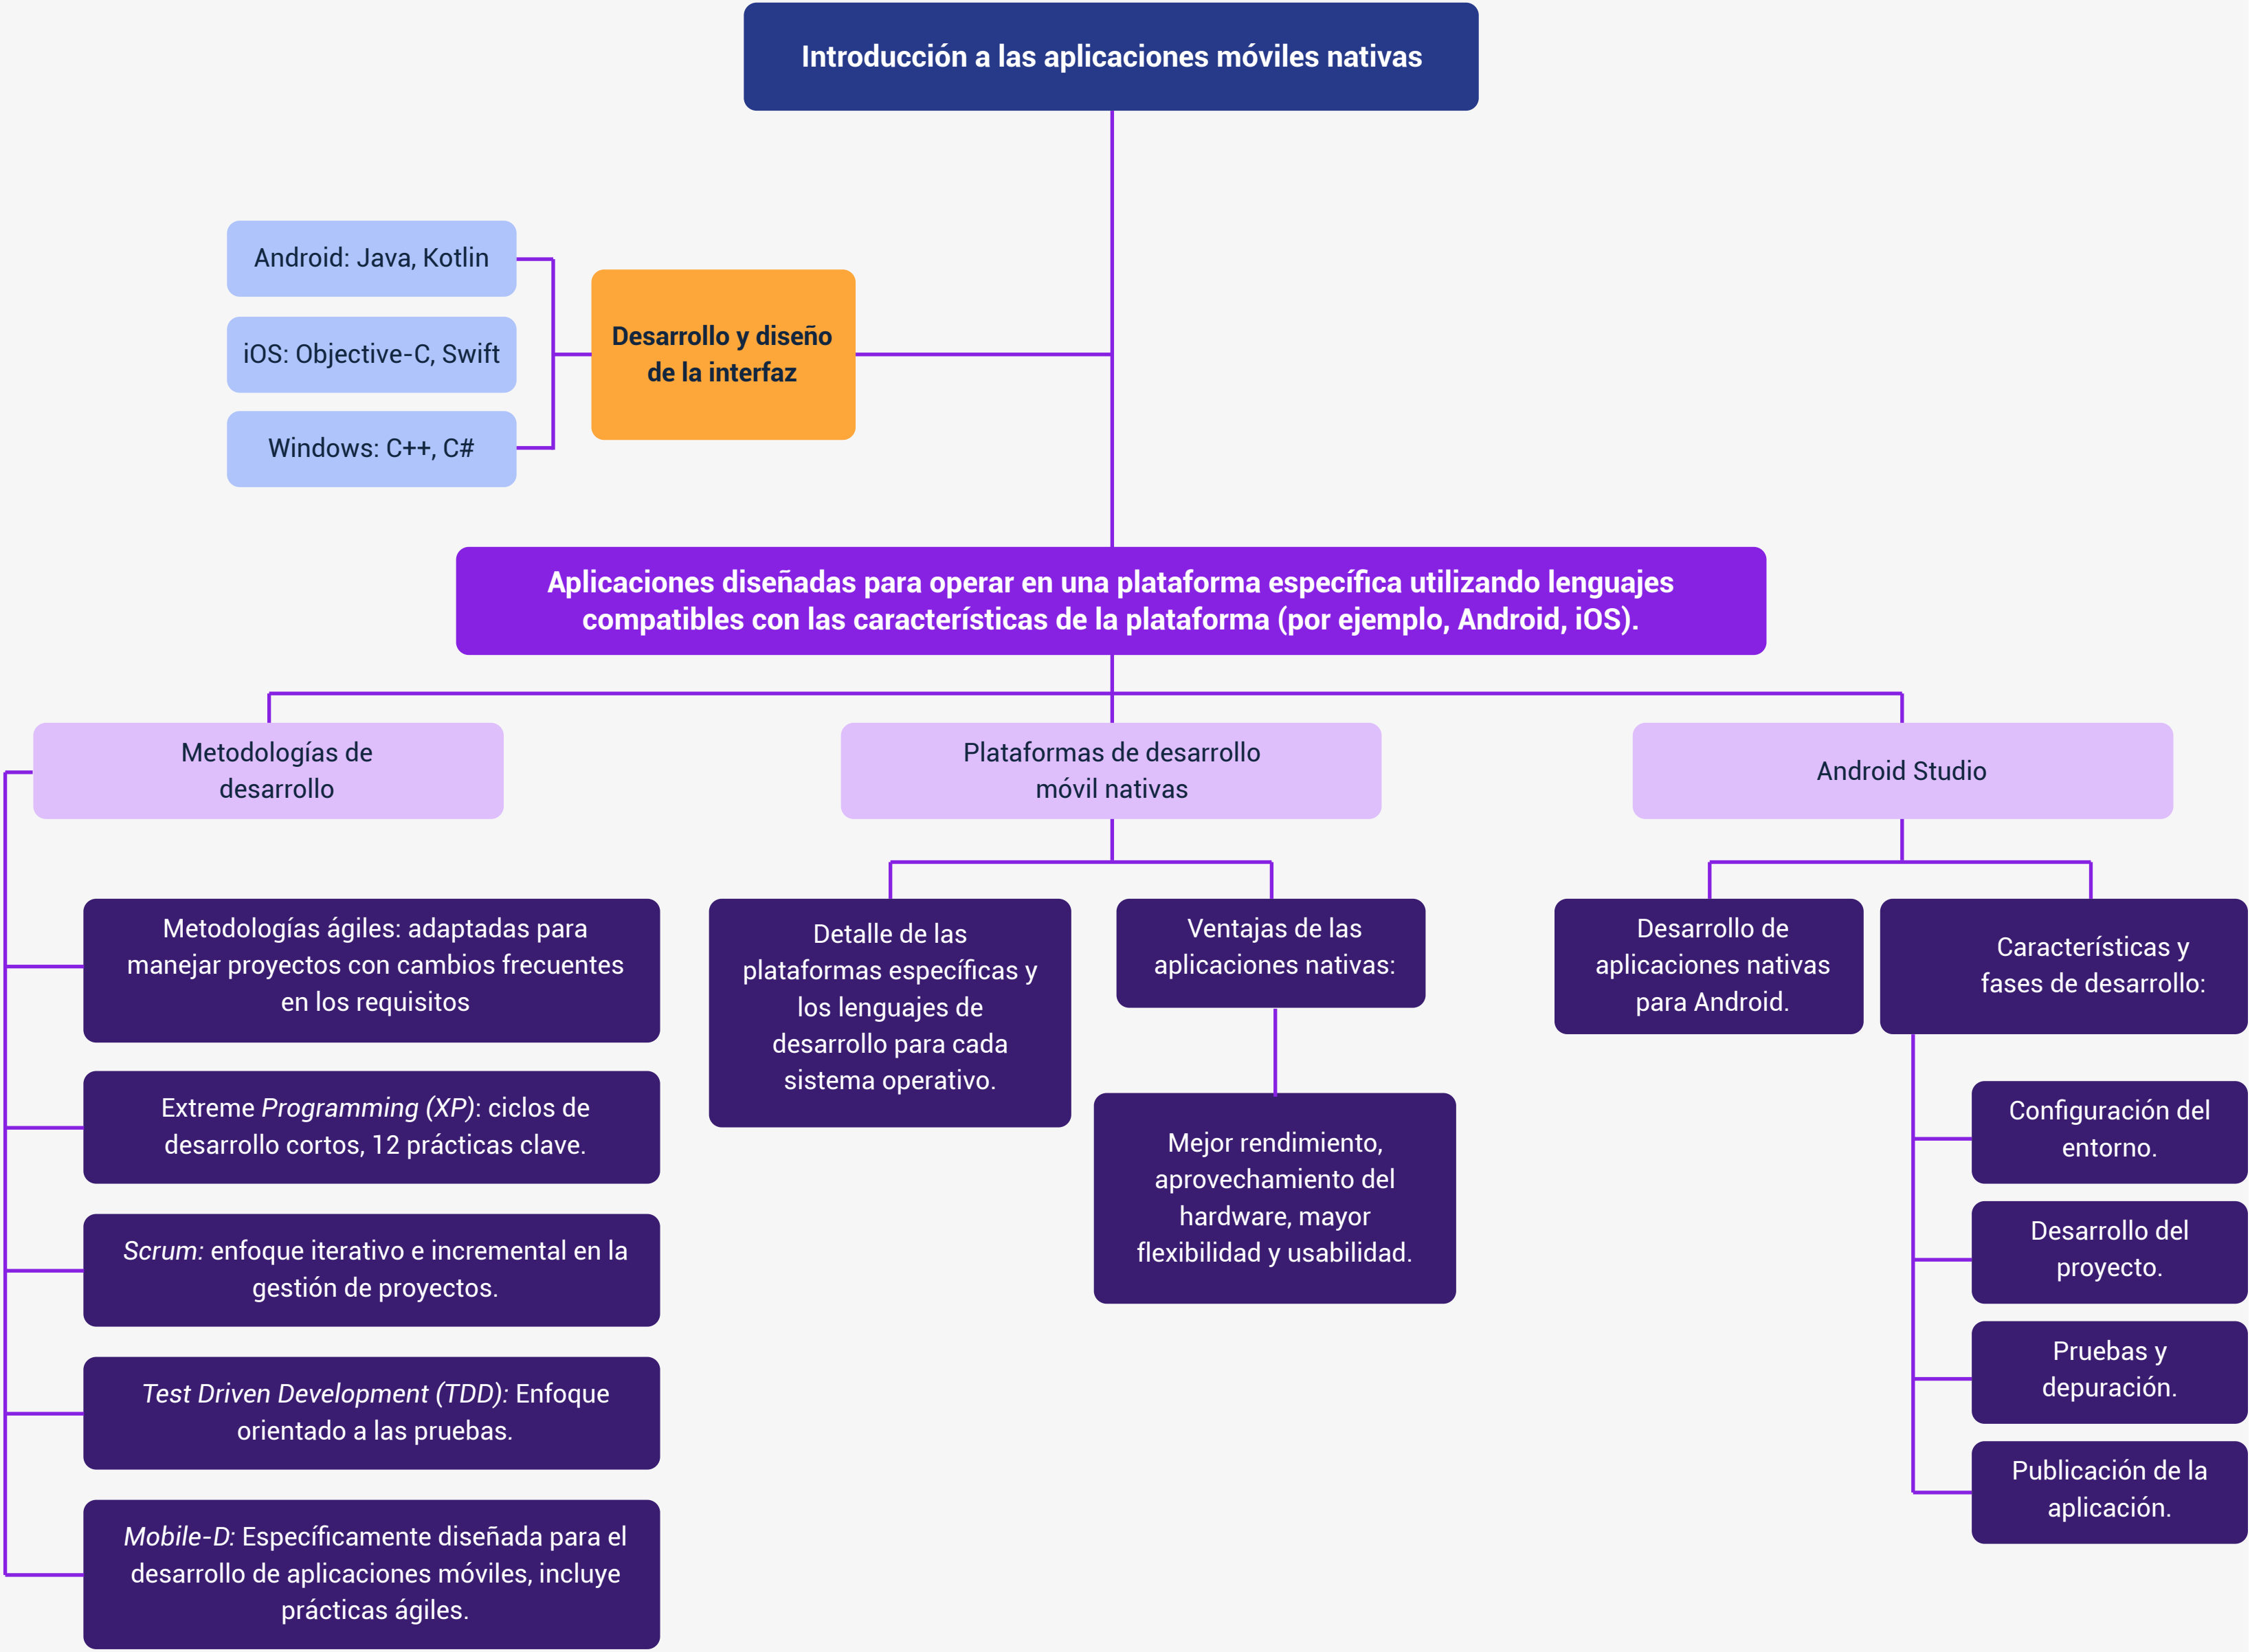 Introducción a las aplicaciones móviles nativas
Android: Java, Kotlin
iOS: Objective-C, Swift
Windows: C++, C#
Desarrollo y diseño
de la interfaz
Aplicaciones diseñadas para operar en una plataforma específica utilizando lenguajes
compatibles con las características de la plataforma (por ejemplo, Android, iOS).
Metodologías de
desarrollo
Metodologías ágiles: adaptadas para
manejar proyectos con cambios frecuentes
en los requisitos
Extreme Programming (XP): ciclos de
desarrollo cortos, 12 prácticas clave.
Scrum: enfoque iterativo e incremental en la
gestión de proyectos.
Test Driven Development (TDD): Enfoque
orientado a las pruebas.
Mobile-D: Específicamente diseñada para el
desarrollo de aplicaciones móviles, incluye
prácticas ágiles.
Plataformas de desarrollo
móvil nativas
Detalle de las
plataformas específicas y
los lenguajes de
desarrollo para cada
sistema operativo.
Ventajas de las
aplicaciones nativas:
Mejor rendimiento,
aprovechamiento del
hardware, mayor
flexibilidad y usabilidad.
Android Studio
Desarrollo de
aplicaciones nativas
para Android.
Características y
fases de desarrollo:
Configuración del
entorno.
Desarrollo del
proyecto.
Pruebas y
depuración.
Publicación de la
aplicación.